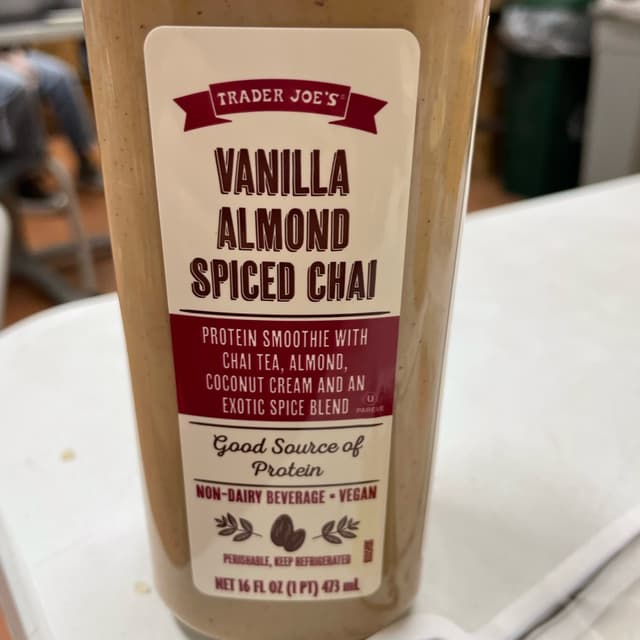 TRADER JOE'S
VANILLA
ALMOND
SPICED CHAI
PROTEIN SMOOTHIE WITH
CHAI TEA, ALMOND,
COCONUT CREAM AND AN
EXOTIC SPICE BLEND
U
PAREVE
Good Source of
Protein
NON-DAIRY BEVERAGE • VEGAN
PERISHABLE, KEEP REFRIGERATED
NET 16 FL OZ (1 PT) 473 mL